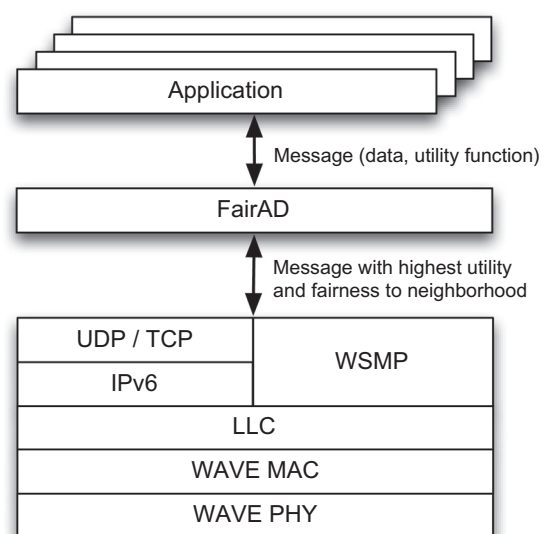 Application
Message (data, utility function)
FairAD
Message with highest utility
and fairness to neighborhood
UDP / TCP
WSMP
IPv6
LLC
WAVE MAC
WAVE PHY